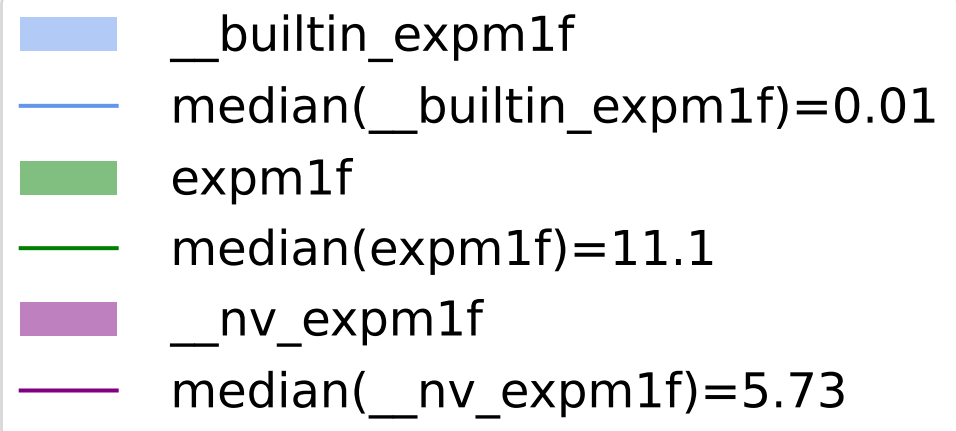 __builtin_expm1f
median(__builtin_expm1f)=0.01
expm1f
median(expm1f)=11.1
__nv_expm1f
median(__nv_expm1f)=5.73